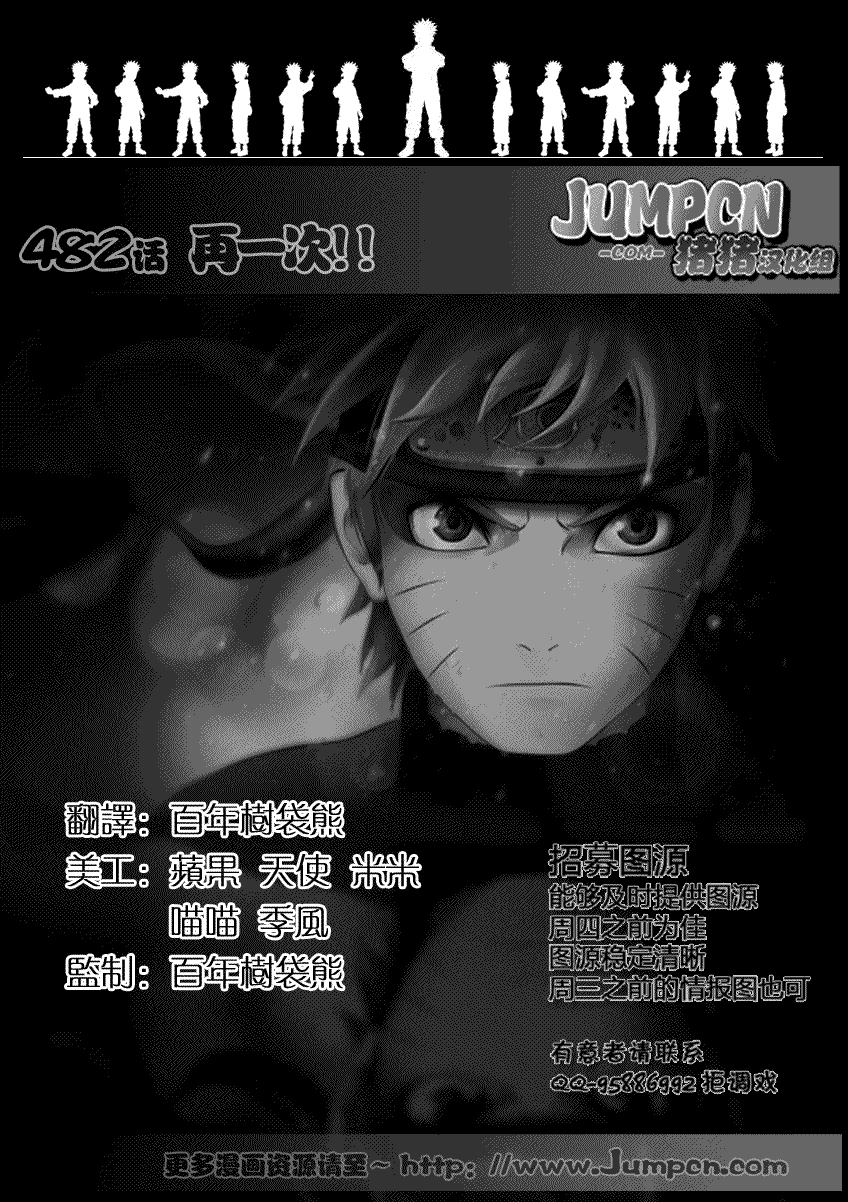 JUMPCN
-COM- 猪猪汉化组
482话 再一次!!
翻譯：百年樹袋熊
美工：蘋果 天使 米米
喵喵 季風
監制：百年樹袋熊
招募图源
能够及时提供图源
周四之前为佳
图源稳定清晰
周三之前的情报图也可
有意者请联系
QQ-95886992 拒调戏
更多漫画资源请至～ http: //www.Jumpcn.com